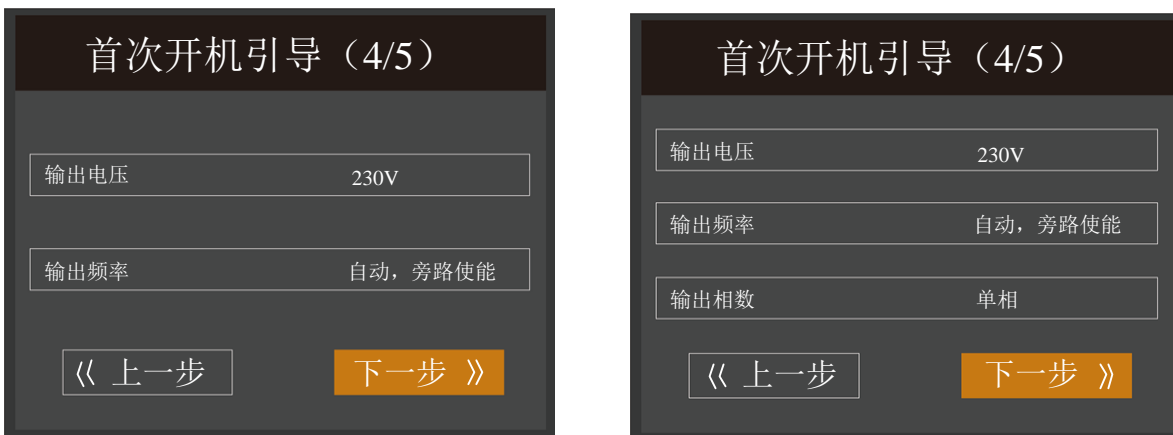 首次开机引导（4/5）
输出电压 230V
输出频率 自动，旁路使能
《 上一步 下一步 》
首次开机引导（4/5）
输出电压 230V
输出频率 自动，旁路使能
输出相数 单相
《 上一步 下一步 》